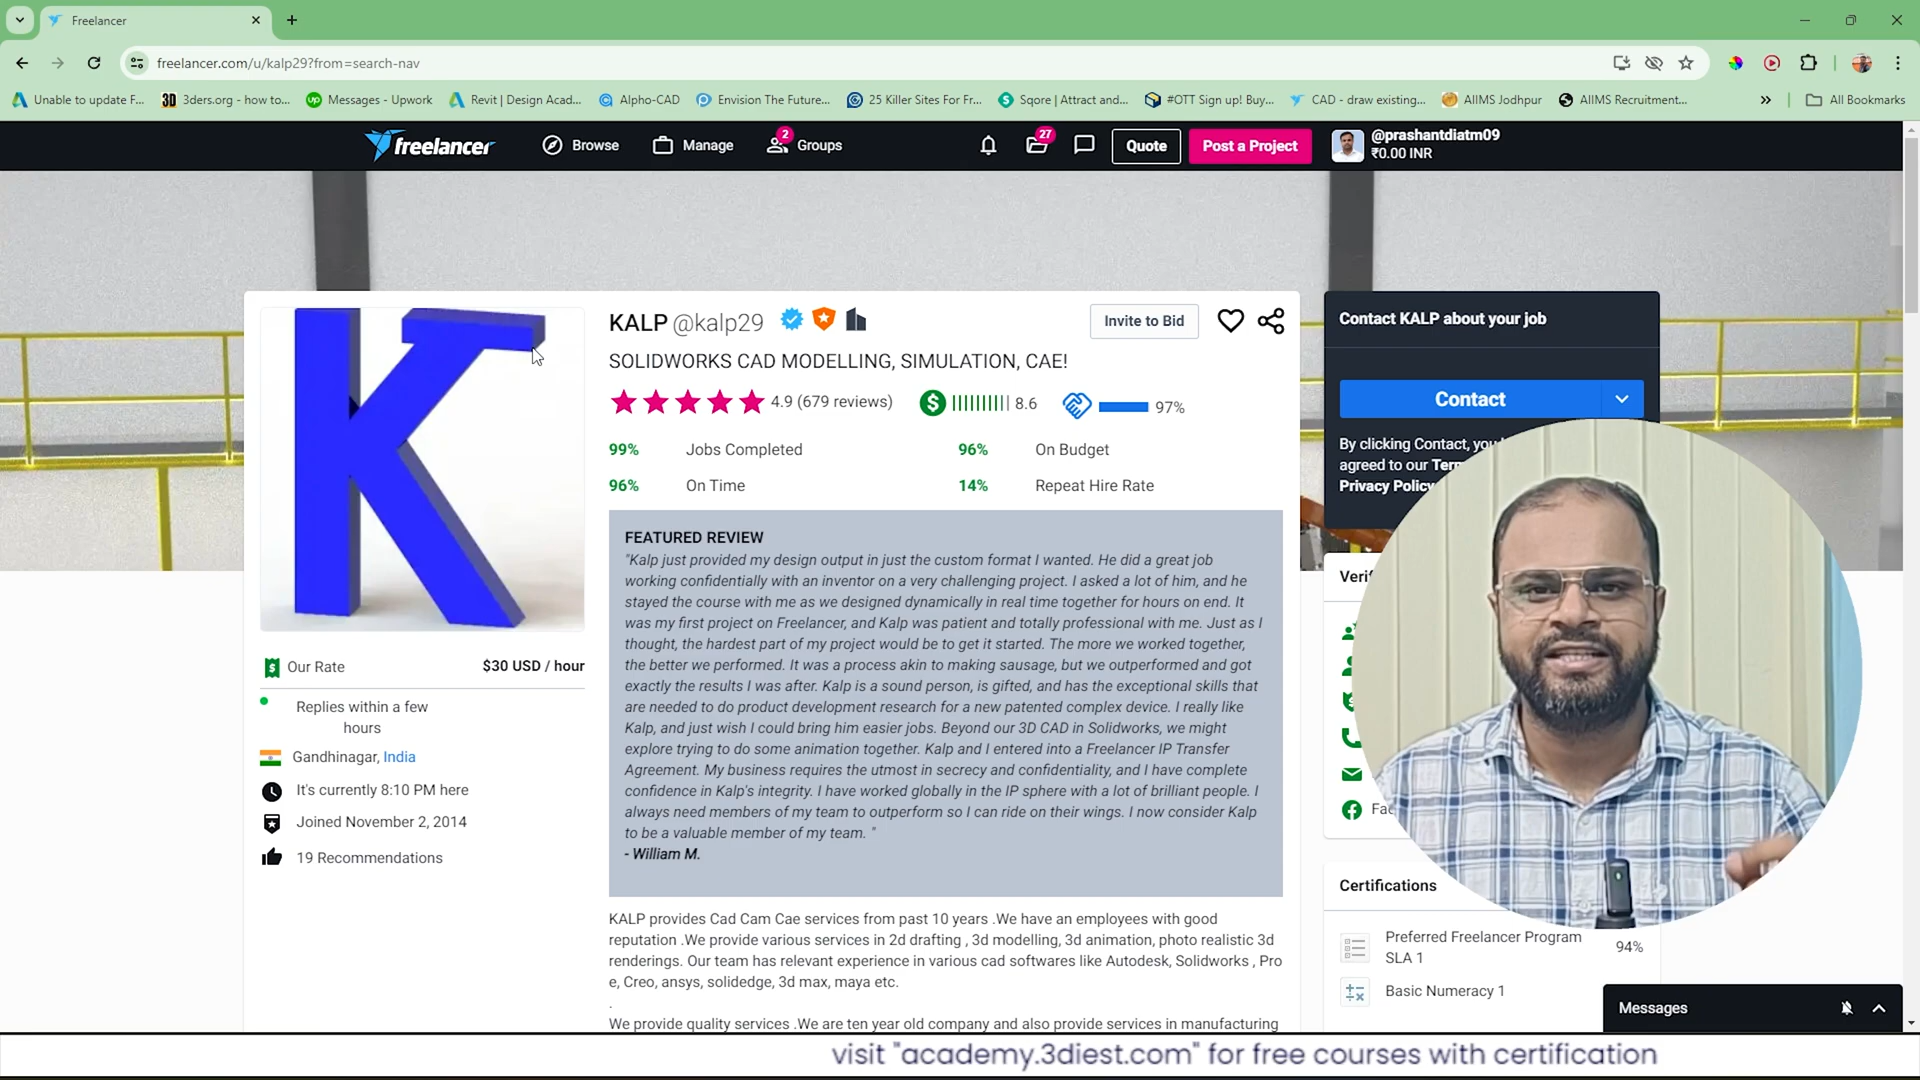 Freelancer
freelancer.com/u/kalp29?from=search-nav
Unable to update F...
3ders.org - how to...
Messages - Upwork
Revit | Design Acad...
Alpho-CAD
Envision The Future...
25 Killer Sites For Fr...
Sqore | Attract and...
#OTT Sign up! Buy...
CAD - draw existing...
AIIMS Jodhpur
AIIMS Recruitment...
All Bookmarks
freelancer
Browse
Manage
2
Groups
27
Quote
Post a Project
@prashantdiatm09
₹0.00 INR
KALP @kalp29
Invite to Bid
SOLIDWORKS CAD MODELLING, SIMULATION, CAE!
4.9 (679 reviews)
8.6
97%
99% Jobs Completed
96% On Budget
96% On Time
14% Repeat Hire Rate
FEATURED REVIEW
"Kalp just provided my design output in just the custom format I wanted. He did a great job
working confidentially with an inventor on a very challenging project. I asked a lot of him, and he
stayed the course with me as we designed dynamically in real time together for hours on end. It
was my first project on Freelancer, and Kalp was patient and totally professional with me. Just as I
thought, the hardest part of my project would be to get it started. The more we worked together,
the better we performed. It was a process akin to making sausage, but we outperformed and got
exactly the results I was after. Kalp is a sound person, is gifted, and has the exceptional skills that
are needed to do product development research for a new patented complex device. I really like
Kalp, and just wish I could bring him easier jobs. Beyond our 3D CAD in Solidworks, we might
explore trying to do some animation together. Kalp and I entered into a Freelancer IP Transfer
Agreement. My business requires the utmost in secrecy and confidentiality, and I have complete
confidence in Kalp's integrity. I have worked globally in the IP sphere with a lot of brilliant people. I
always need members of my team to outperform so I can ride on their wings. I now consider Kalp
to be a valuable member of my team. "
- William M.
KALP provides Cad Cam Cae services from past 10 years .We have an employees with good
reputation .We provide various services in 2d drafting , 3d modelling, 3d animation, photo realistic 3d
renderings. Our team has relevant experience in various cad softwares like Autodesk, Solidworks , Pro
e, Creo, ansys, solidedge, 3d max, maya etc.
.
We provide quality services .We are ten year old company and also provide services in manufacturing
K
Our Rate
$30 USD / hour
Replies within a few
hours
Gandhinagar, India
It's currently 8:10 PM here
Joined November 2, 2014
19 Recommendations
Contact KALP about your job
Contact
By clicking Contact, you
agreed to our Term
Privacy Policy
Verif
Fac
Certifications
Preferred Freelancer Program
SLA 1
94%
Basic Numeracy 1
Messages
visit "academy.3diest.com" for free courses with certification